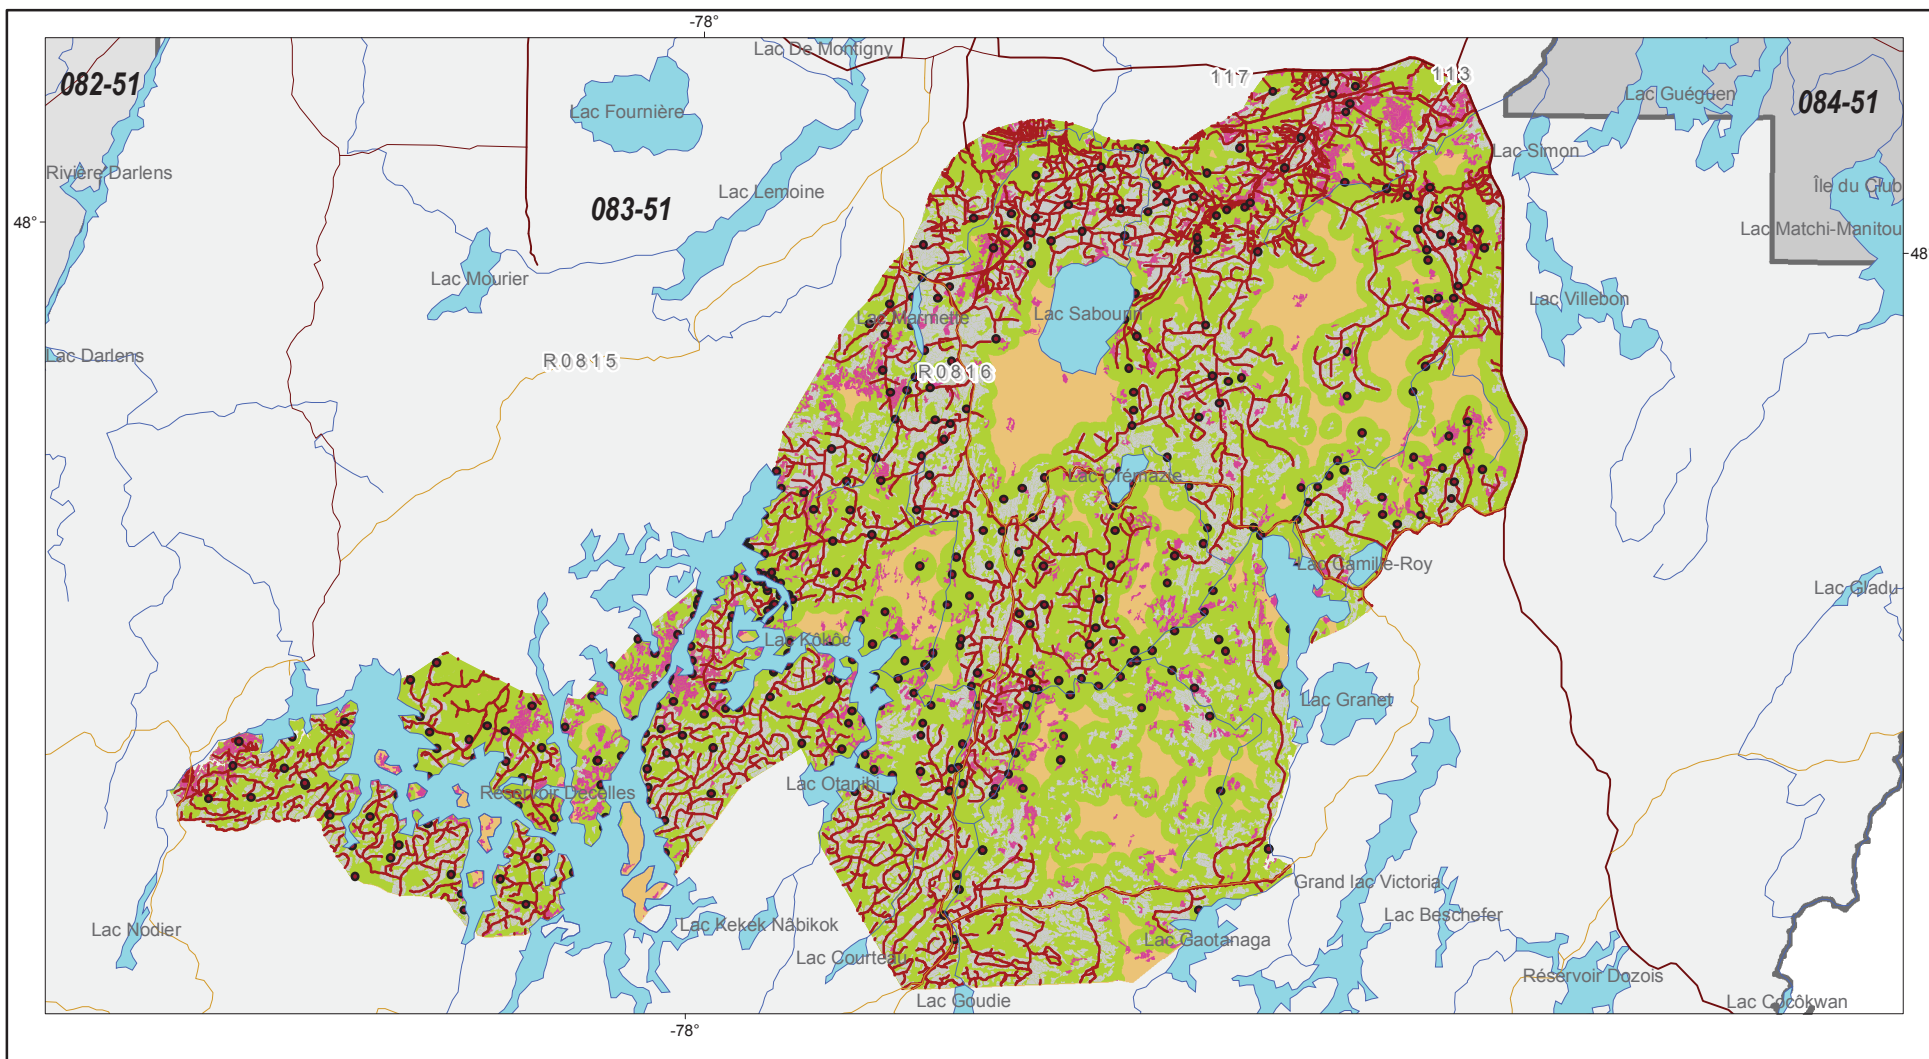 -78°
Lac De Montigny
117
113
082-51
Lac Fournière
Lac Guéguen
084-51
Lac Simon
Rivière Darlens
Lac Lemoine
Île du Club
083-51
48°
Lac Matchi-Manitou
48°
Lac Mourier
Lac Villebon
Lac Marmette
Lac Sabourin
Lac Darlens
R0815
R0816
Lac Crémazie
Lac Camille-Roy
Lac Gladu
Lac Kôkôc
Lac Granet
Lac Otanibi
Réservoir Decelles
Grand lac Victoria
Lac Beschefer
Lac Nodier
Lac Kekek Nâbikok
Lac Gaotanaga
Lac Courteau
Réservoir Dozois
Lac Goudie
Lac Cocôkwan
-78°